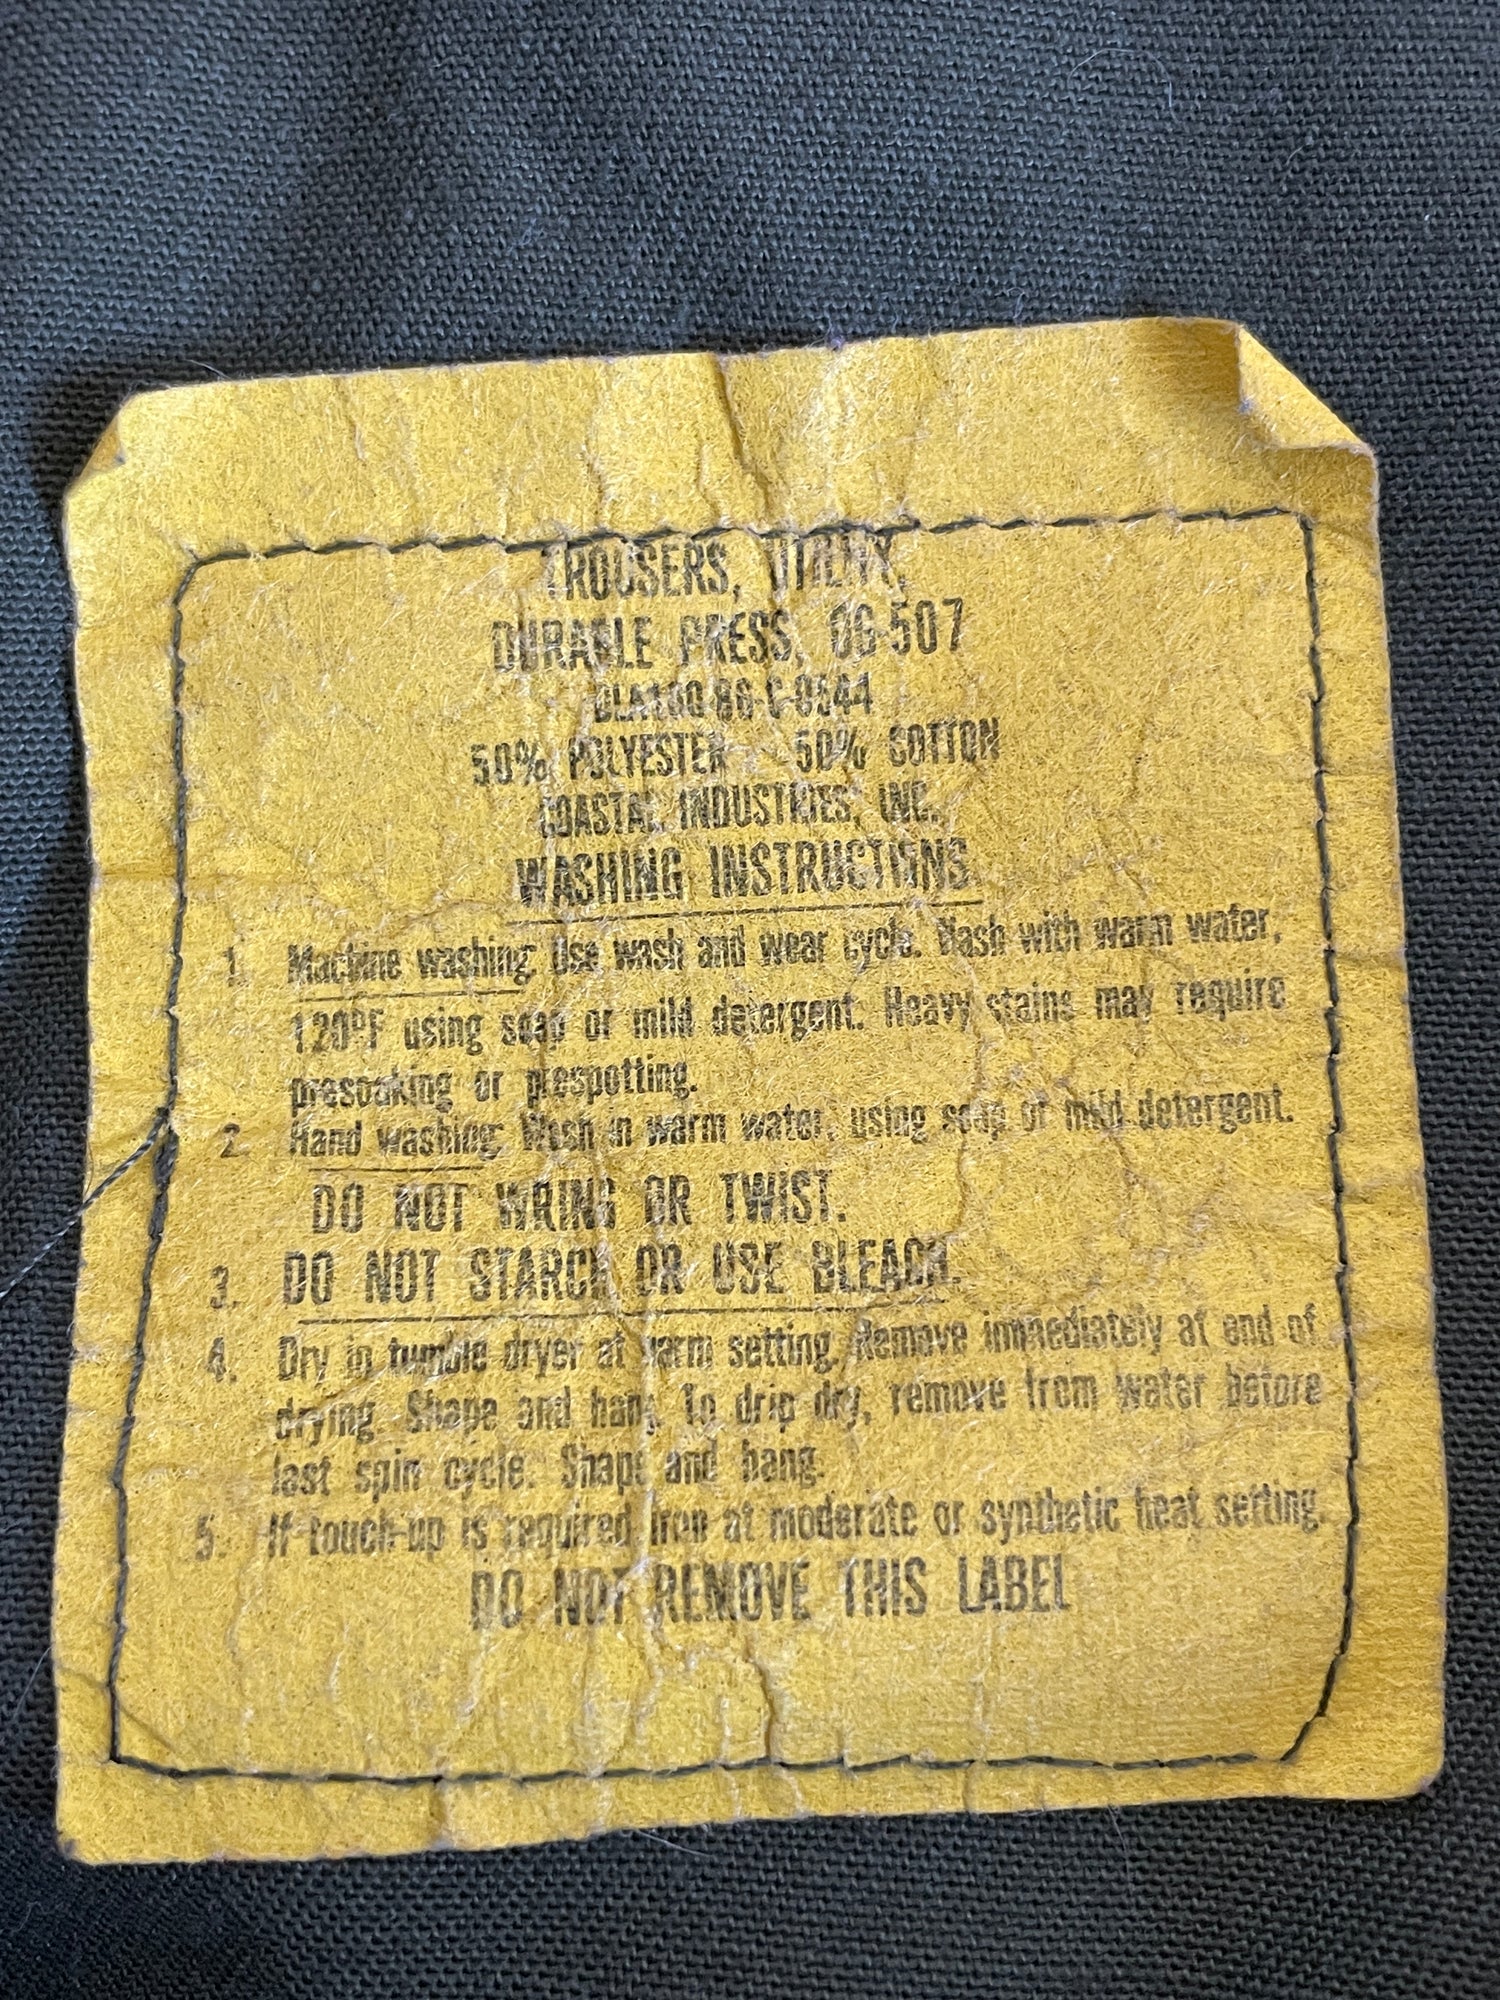 TROUSERS, UTILITY,
DURABLE PRESS, OG-507
DLA100-86-C-0544
50% POLYESTER 50% COTTON
COASTAL INDUSTRIES, INC.
WASHING INSTRUCTIONS
1. Machine washing: Use wash and wear cycle. Wash with warm water,
120°F using soap or mild detergent. Heavy stains may require
presoaking or prespotting.
2. Hand washing: Wash in warm water, using soap or mild detergent.
DO NOT WRING OR TWIST.
3. DO NOT STARCH OR USE BLEACH.
4. Dry in tumble dryer at warm setting. Remove immediately at end of
drying. Shape and hang. To drip dry, remove from water before
last spin cycle. Shape and hang.
5. If touch-up is required, iron at moderate or synthetic heat setting.
DO NOT REMOVE THIS LABEL